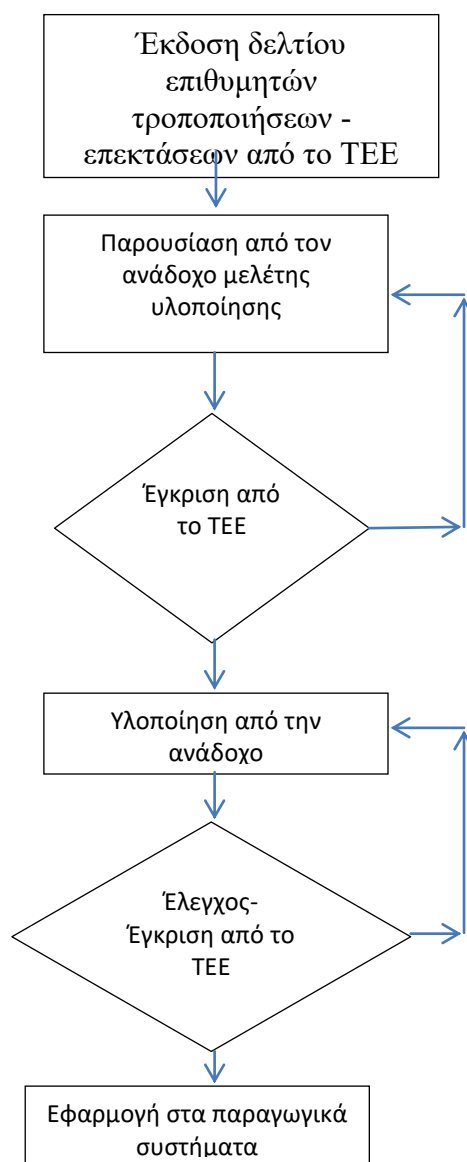 Έκδοση δελτίου
επιθυμητών
τροποποιήσεων -
επεκτάσεων από το ΤΕΕ
Παρουσίαση από τον
ανάδοχο μελέτης
υλοποίησης
Έγκριση από
το ΤΕΕ
Υλοποίηση από την
ανάδοχο
Έλεγχος-
Έγκριση από το
ΤΕΕ
Εφαρμογή στα παραγωγικά
συστήματα